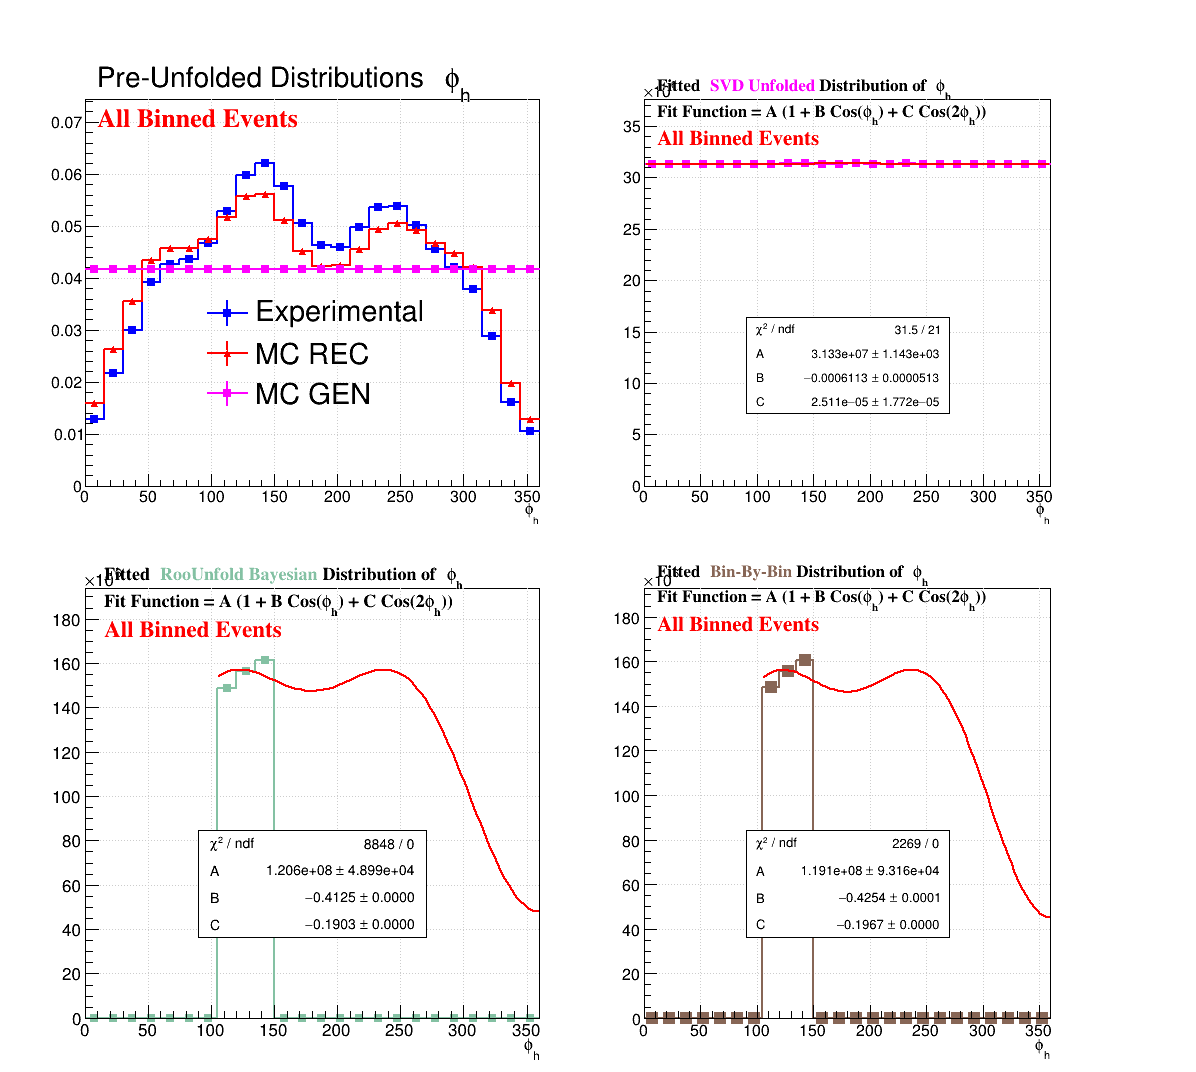 Pre-Unfolded Distributions ϕh
All Binned Events
0.07
0.06
0.05
0.04
0.03
0.02
0.01
0
Experimental
MC REC
MC GEN
0 50 100 150 200 250 300 350
ϕh
Fitted SVD Unfolded Distribution of ϕh
Fit Function = A (1 + B Cos(ϕh) + C Cos(2ϕh))
All Binned Events
35
30
25
20
15
10
5
0
χ² / ndf 31.5 / 21
A 3.133e+07 ± 1.143e+03
B −0.0006113 ± 0.0000513
C 2.511e−05 ± 1.772e−05
0 50 100 150 200 250 300 350
ϕh
Fitted RooUnfold Bayesian Distribution of ϕh
Fit Function = A (1 + B Cos(ϕh) + C Cos(2ϕh))
All Binned Events
180
160
140
120
100
80
60
40
20
0
χ² / ndf 8848 / 0
A 1.206e+08 ± 4.899e+04
B −0.4125 ± 0.0000
C −0.1903 ± 0.0000
0 50 100 150 200 250 300 350
ϕh
Fitted Bin-By-Bin Distribution of ϕh
Fit Function = A (1 + B Cos(ϕh) + C Cos(2ϕh))
All Binned Events
180
160
140
120
100
80
60
40
20
0
χ² / ndf 2269 / 0
A 1.191e+08 ± 9.316e+04
B −0.4254 ± 0.0001
C −0.1967 ± 0.0000
0 50 100 150 200 250 300 350
ϕh